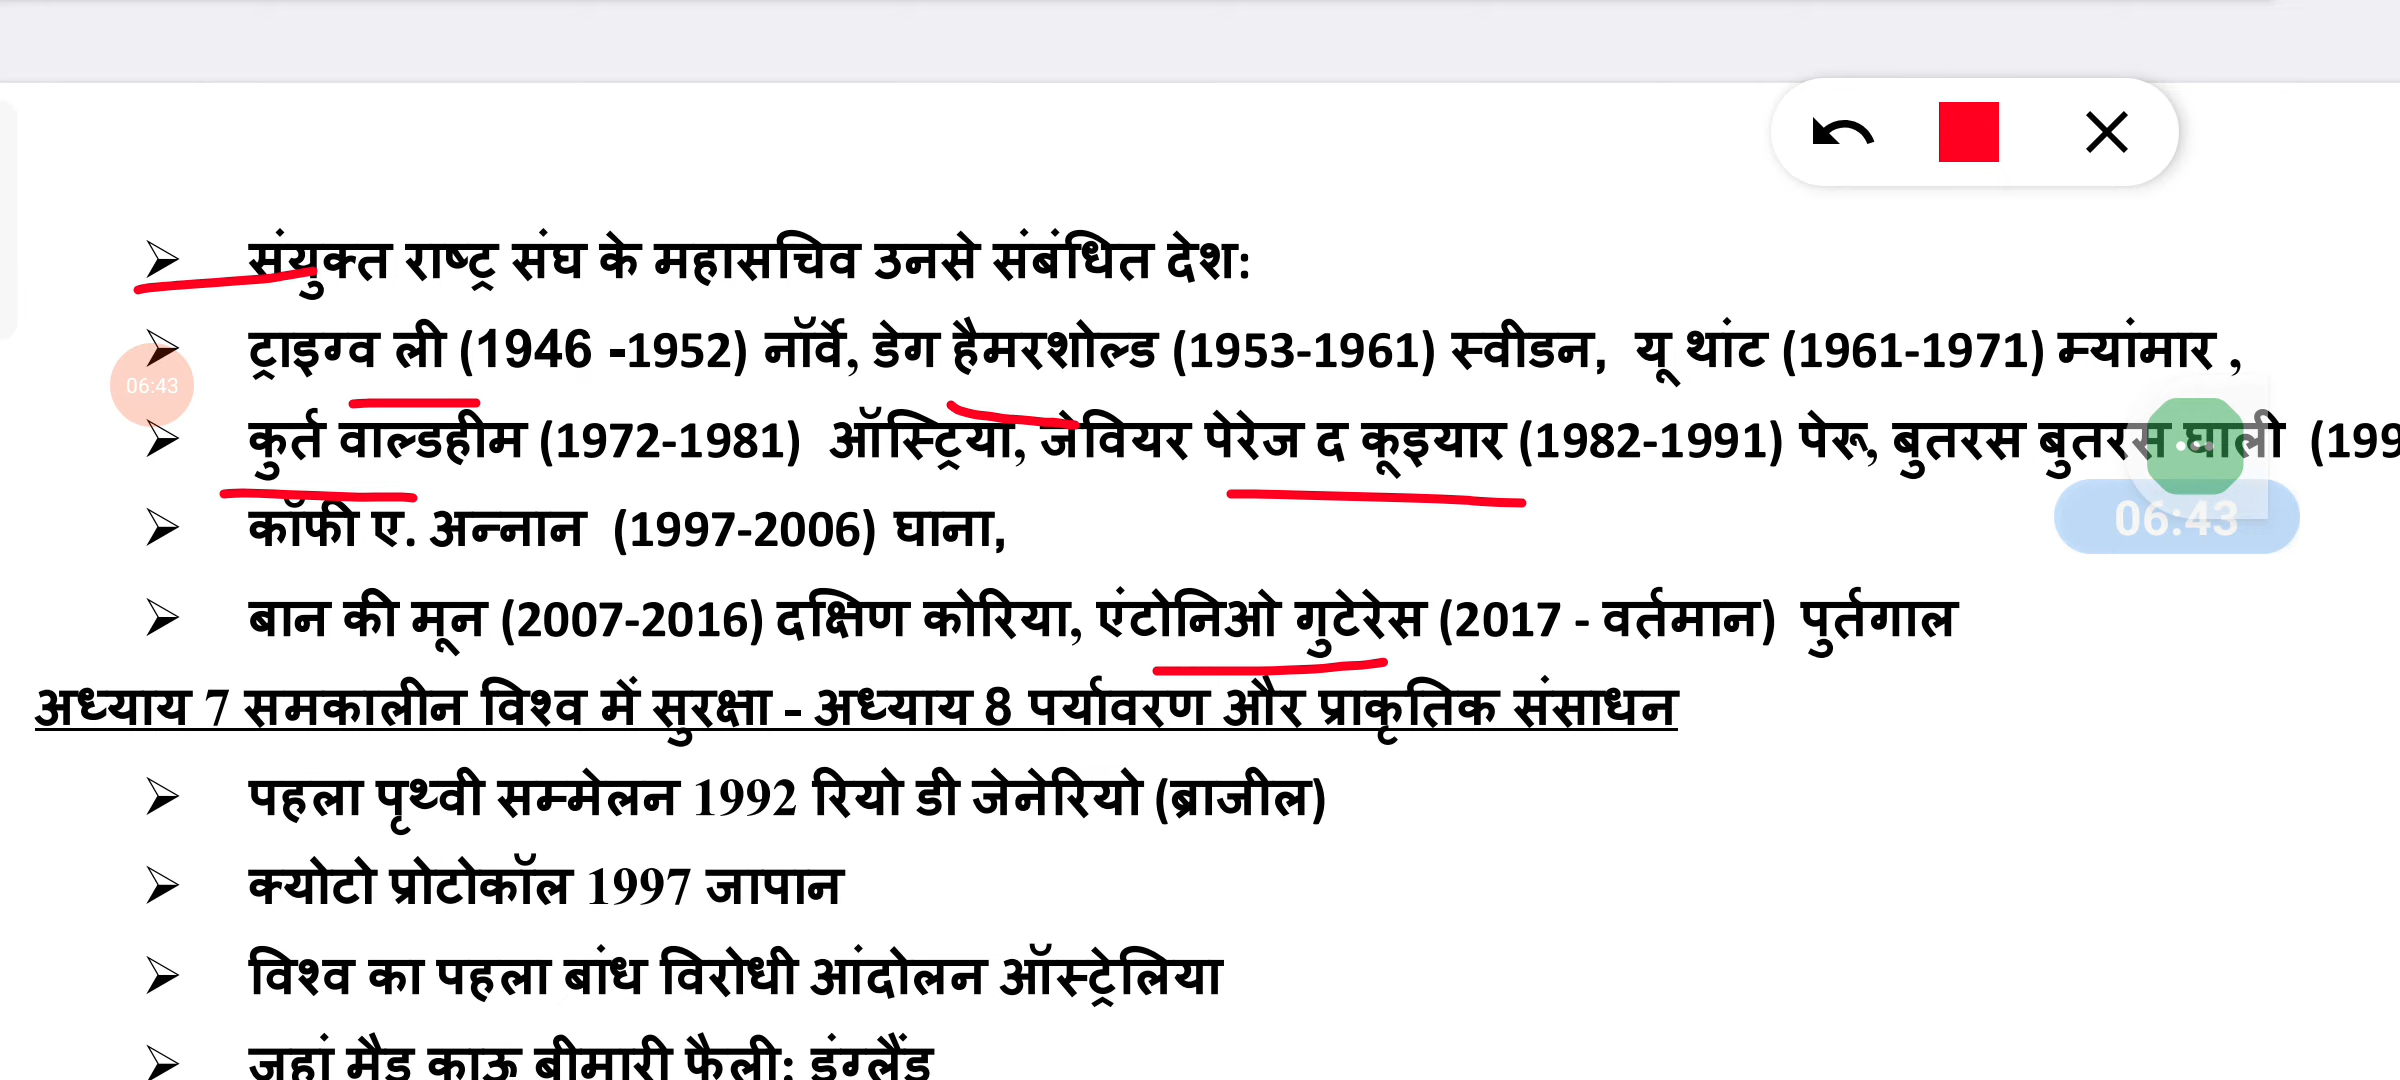 संयुक्त राष्ट्र संघ के महासचिव उनसे संबंधित देश:
ट्राइग्व ली (1946 -1952) नॉर्वे, डेग हैमरशोल्ड (1953-1961) स्वीडन, यू थांट (1961-1971) म्यांमार ,
06:43
कुर्त वाल्डहीम (1972-1981) ऑस्ट्रिया, जेवियर पेरेज द कूइयार (1982-1991) पेरू, बुतरस बुतरस घाली (199
06:43
कॉफी ए. अन्नान (1997-2006) घाना,
बान की मून (2007-2016) दक्षिण कोरिया, एंटोनिओ गुटेरेस (2017 - वर्तमान) पुर्तगाल
अध्याय 7 समकालीन विश्व में सुरक्षा - अध्याय 8 पर्यावरण और प्राकृतिक संसाधन
पहला पृथ्वी सम्मेलन 1992 रियो डी जेनेरियो (ब्राजील)
क्योटो प्रोटोकॉल 1997 जापान
विश्व का पहला बांध विरोधी आंदोलन ऑस्ट्रेलिया
जहां मैड काऊ बीमारी फैली: इंग्लैंड